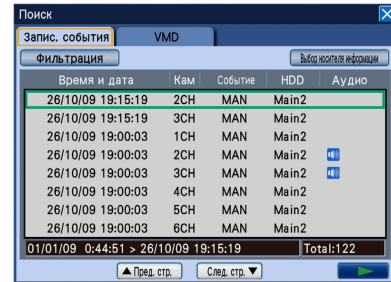 Поиск
Запис. события VMD
Фильтрация Выбор носителя информации
Время и дата Кам Событие HDD Аудио
26/10/09 19:15:19 2CH MAN Main2
26/10/09 19:15:19 3CH MAN Main2
26/10/09 19:00:03 1CH MAN Main2
26/10/09 19:00:03 2CH MAN Main2
26/10/09 19:00:03 3CH MAN Main2
26/10/09 19:00:03 4CH MAN Main2
26/10/09 19:00:03 5CH MAN Main2
26/10/09 19:00:03 6CH MAN Main2
01/01/09 0:44:51 > 26/10/09 19:15:19 Total:122
▲ Пред. стр. След. стр. ▼